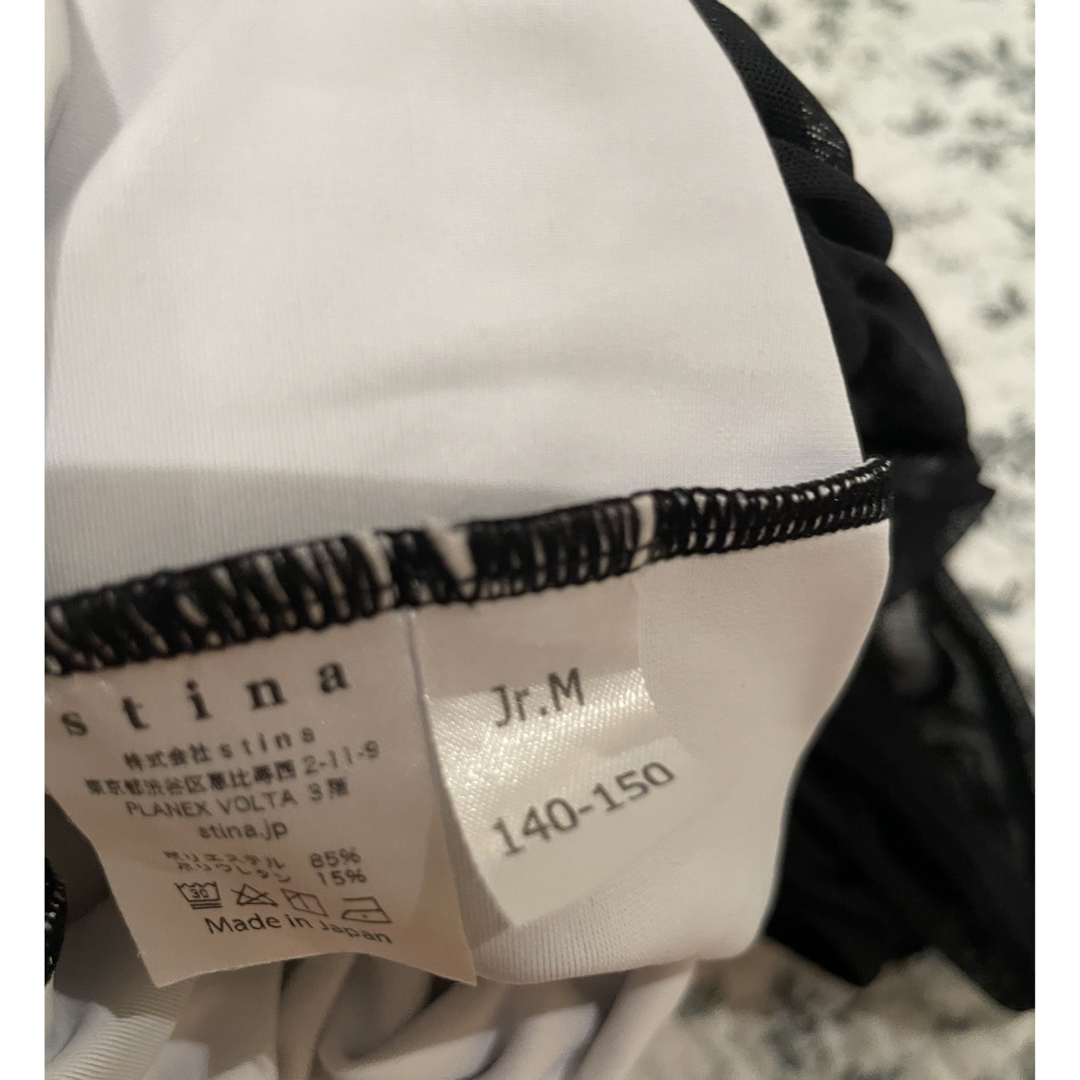 stina
株式会社stina
東京都渋谷区恵比寿西2-11-9
PLANEX VOLTA 3階
stina.jp
ポリエステル 85%
ポリウレタン 15%
30
Made in Japan
Jr.M
140-150